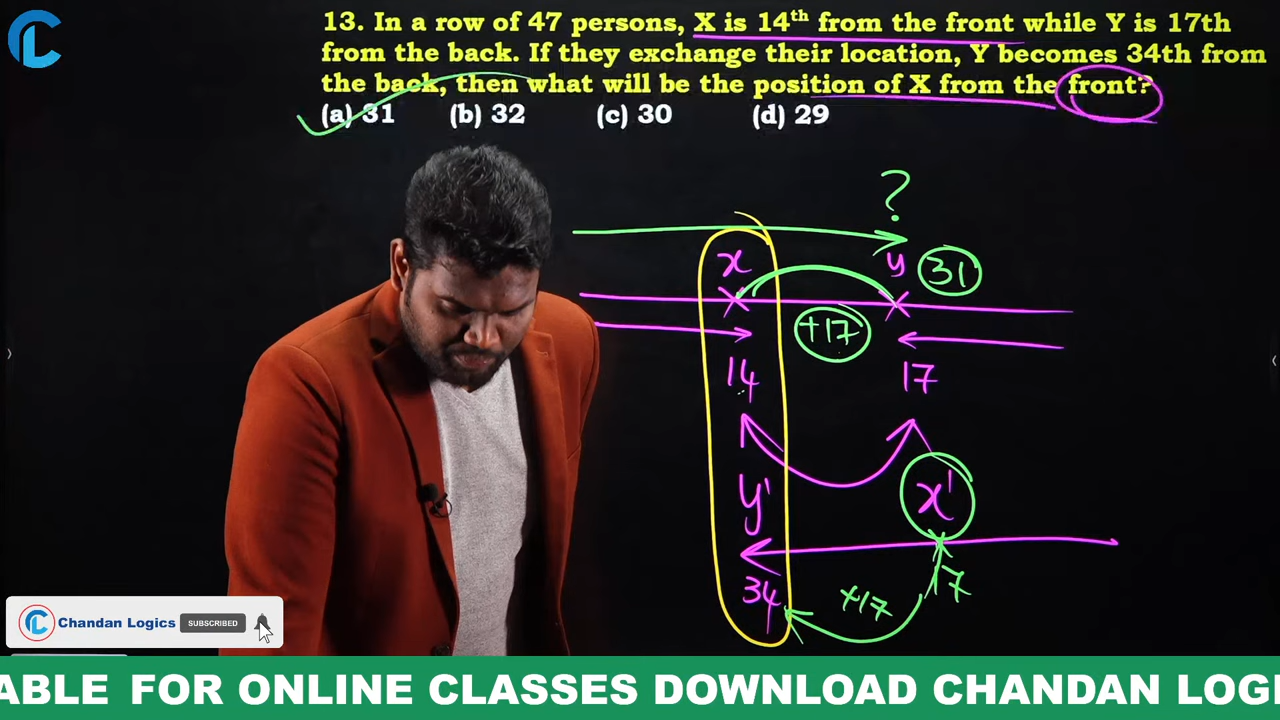 13. In a row of 47 persons, X is 14th from the front while Y is 17th
from the back. If they exchange their location, Y becomes 34th from
the back, then what will be the position of X from the front?
(a) 31 (b) 32 (c) 30 (d) 29
?
x y 31
+17
14 17
y' x'
34 +17 17
Chandan Logics SUBSCRIBED
ABLE FOR ONLINE CLASSES DOWNLOAD CHANDAN LOGI